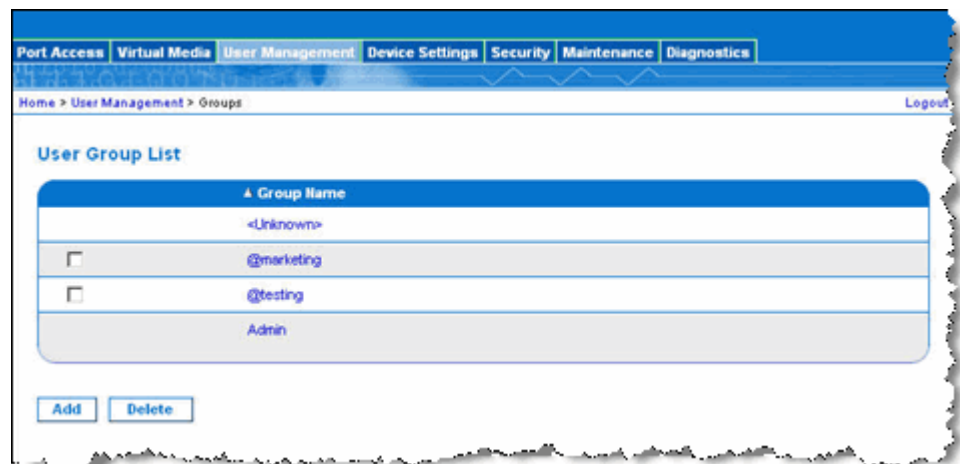 Port Access Virtual Media User Management Device Settings Security Maintenance Diagnostics
Home > User Management > Groups Logout
User Group List
▲ Group Name
<Unknown>
@marketing
@testing
Admin
Add Delete